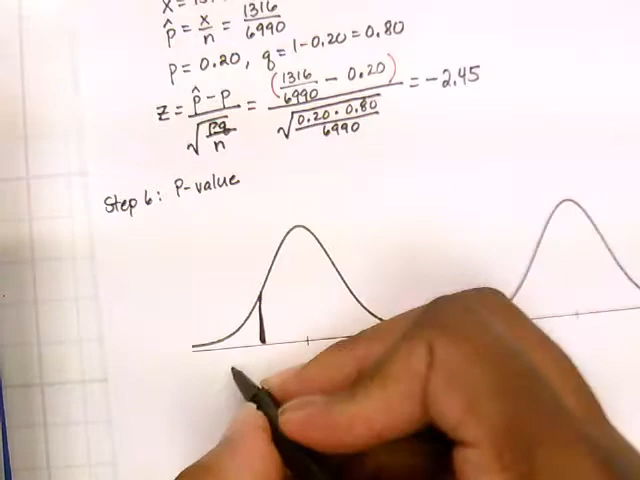 p̂ = x/n = 1316/6990
p = 0.20, q = 1-0.20 = 0.80
z = (p̂ - p)/√(pq/n) = (1316/6990 - 0.20)/√(0.20 · 0.80/6990) = -2.45
Step 6: P-value